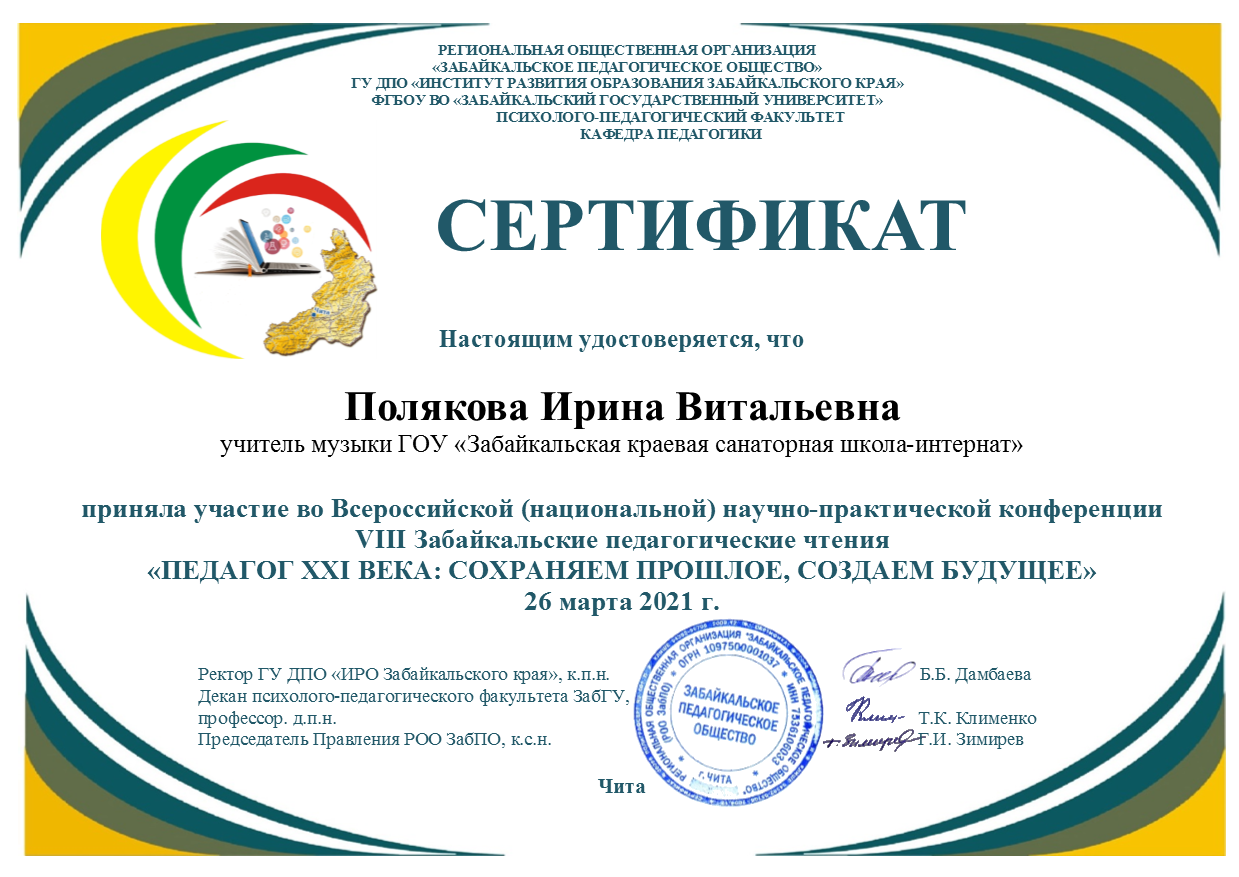 РЕГИОНАЛЬНАЯ ОБЩЕСТВЕННАЯ ОРГАНИЗАЦИЯ
«ЗАБАЙКАЛЬСКОЕ ПЕДАГОГИЧЕСКОЕ ОБЩЕСТВО»
ГУ ДПО «ИНСТИТУТ РАЗВИТИЯ ОБРАЗОВАНИЯ ЗАБАЙКАЛЬСКОГО КРАЯ»
ФГБОУ ВО «ЗАБАЙКАЛЬСКИЙ ГОСУДАРСТВЕННЫЙ УНИВЕРСИТЕТ»
ПСИХОЛОГО-ПЕДАГОГИЧЕСКИЙ ФАКУЛЬТЕТ
КАФЕДРА ПЕДАГОГИКИ
СЕРТИФИКАТ
Настоящим удостоверяется, что
Полякова Ирина Витальевна
учитель музыки ГОУ «Забайкальская краевая санаторная школа-интернат»
приняла участие во Всероссийской (национальной) научно-практической конференции
VIII Забайкальские педагогические чтения
«ПЕДАГОГ XXI ВЕКА: СОХРАНЯЕМ ПРОШЛОЕ, СОЗДАЕМ БУДУЩЕЕ»
26 марта 2021 г.
Ректор ГУ ДПО «ИРО Забайкальского края», к.п.н. Б.Б. Дамбаева
Декан психолого-педагогического факультета ЗабГУ,
профессор. д.п.н. Т.К. Клименко
Председатель Правления РОО ЗабПО, к.с.н. Г.И. Зимирев
РЕГИОНАЛЬНАЯ ОБЩЕСТВЕННАЯ ОРГАНИЗАЦИЯ "ЗАБАЙКАЛЬСКОЕ ПЕДАГОГИЧЕСКОЕ ОБЩЕСТВО"
(РОО ЗабПО) * ОГРН 1097500001037 * ИНН 7536106033
ЗАБАЙКАЛЬСКОЕ
ПЕДАГОГИЧЕСКОЕ
ОБЩЕСТВО
* г. ЧИТА *
Чита